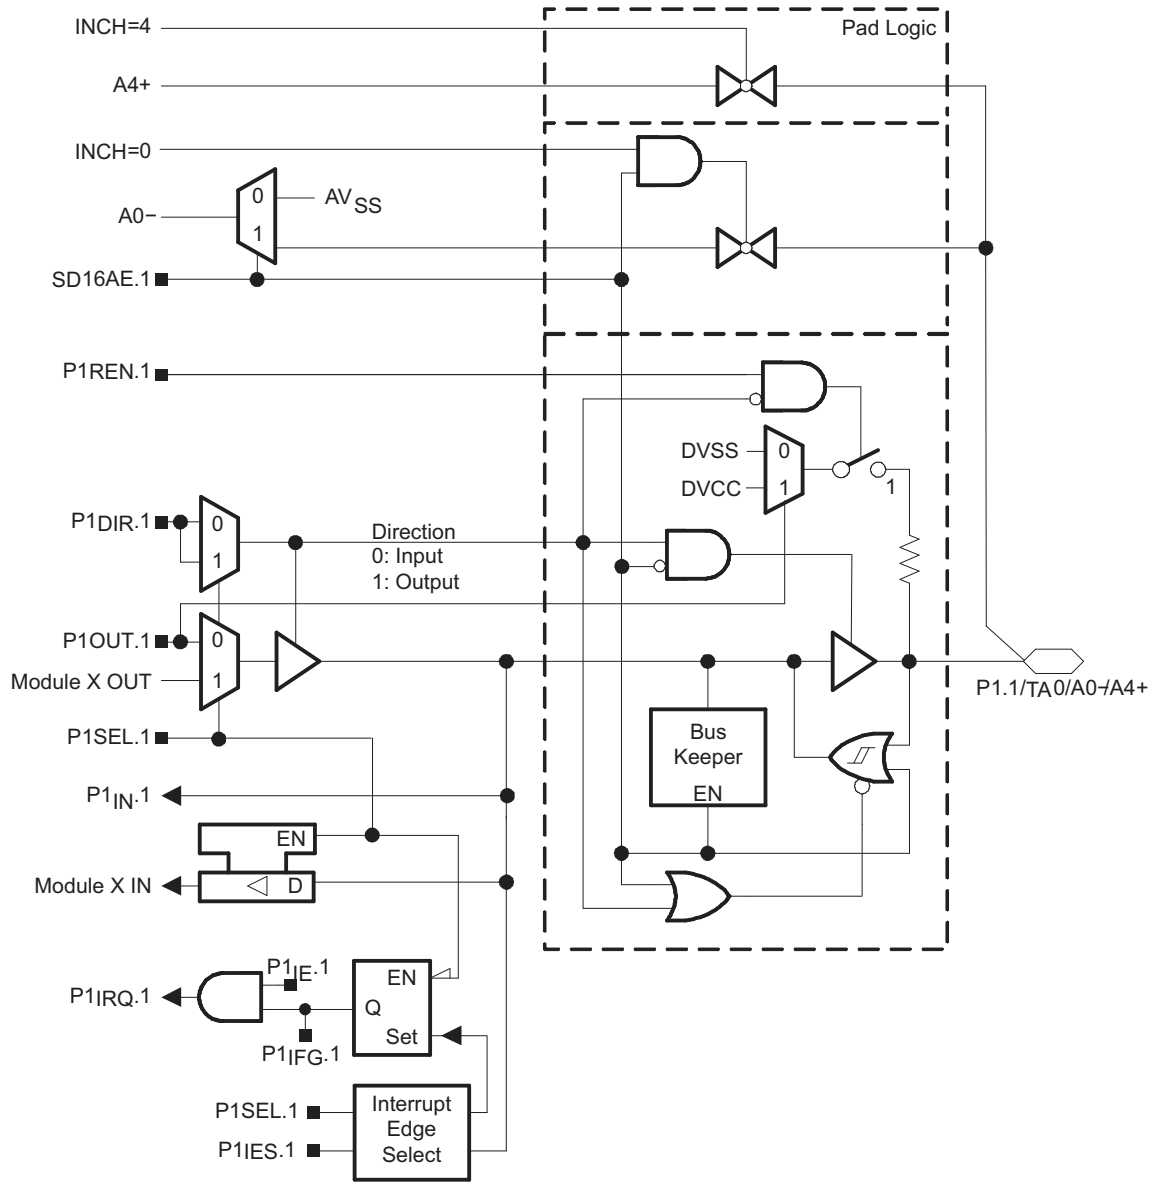 INCH=4
Pad Logic
A4+
INCH=0
0
AVSS
A0−
1
SD16AE.1
P1REN.1
DVSS
0
DVCC
1
1
P1DIR.1
0
1
Direction
0: Input
1: Output
P1OUT.1
0
Module X OUT
1
P1.1/TA0/A0−/A4+
P1SEL.1
Bus
Keeper
EN
P1IN.1
EN
Module X IN
D
P1IE.1
P1IRQ.1
EN
Q
Set
P1IFG.1
P1SEL.1
P1IES.1
Interrupt
Edge
Select